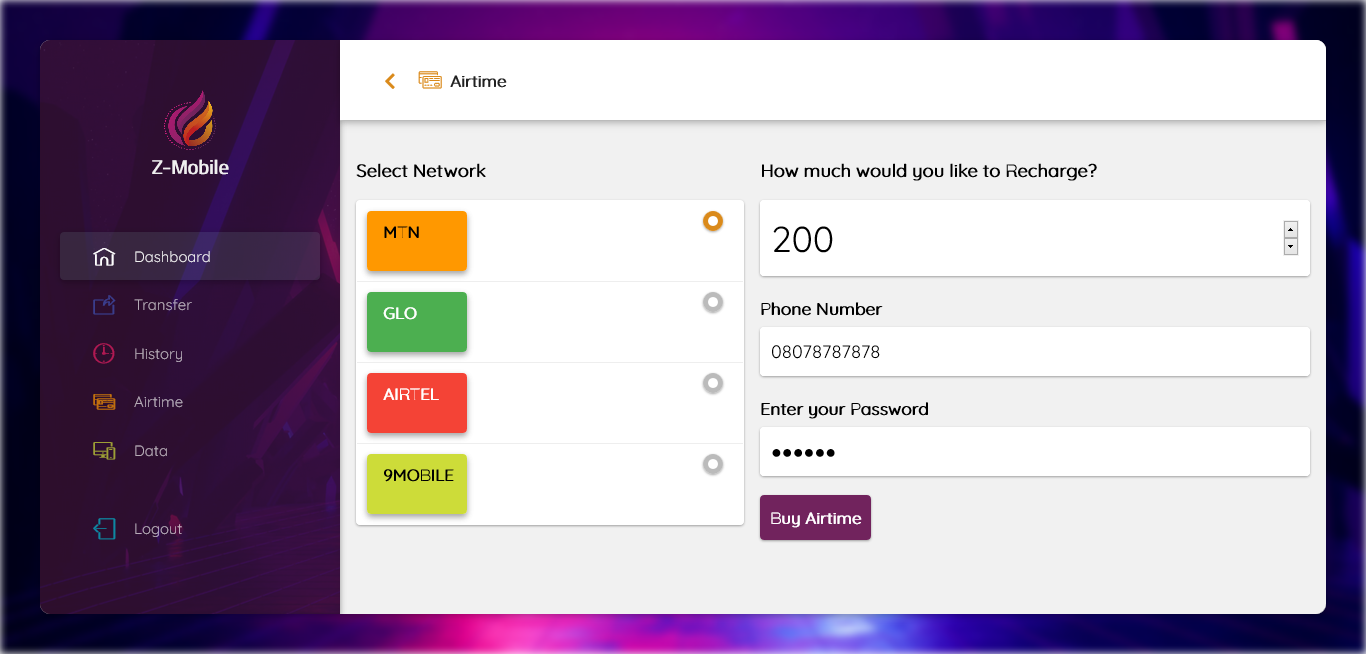 Z-Mobile
Dashboard
Transfer
History
Airtime
Data
Logout
Airtime
Select Network
MTN
GLO
AIRTEL
9MOBILE
How much would you like to Recharge?
200
Phone Number
08078787878
Enter your Password
••••••
Buy Airtime